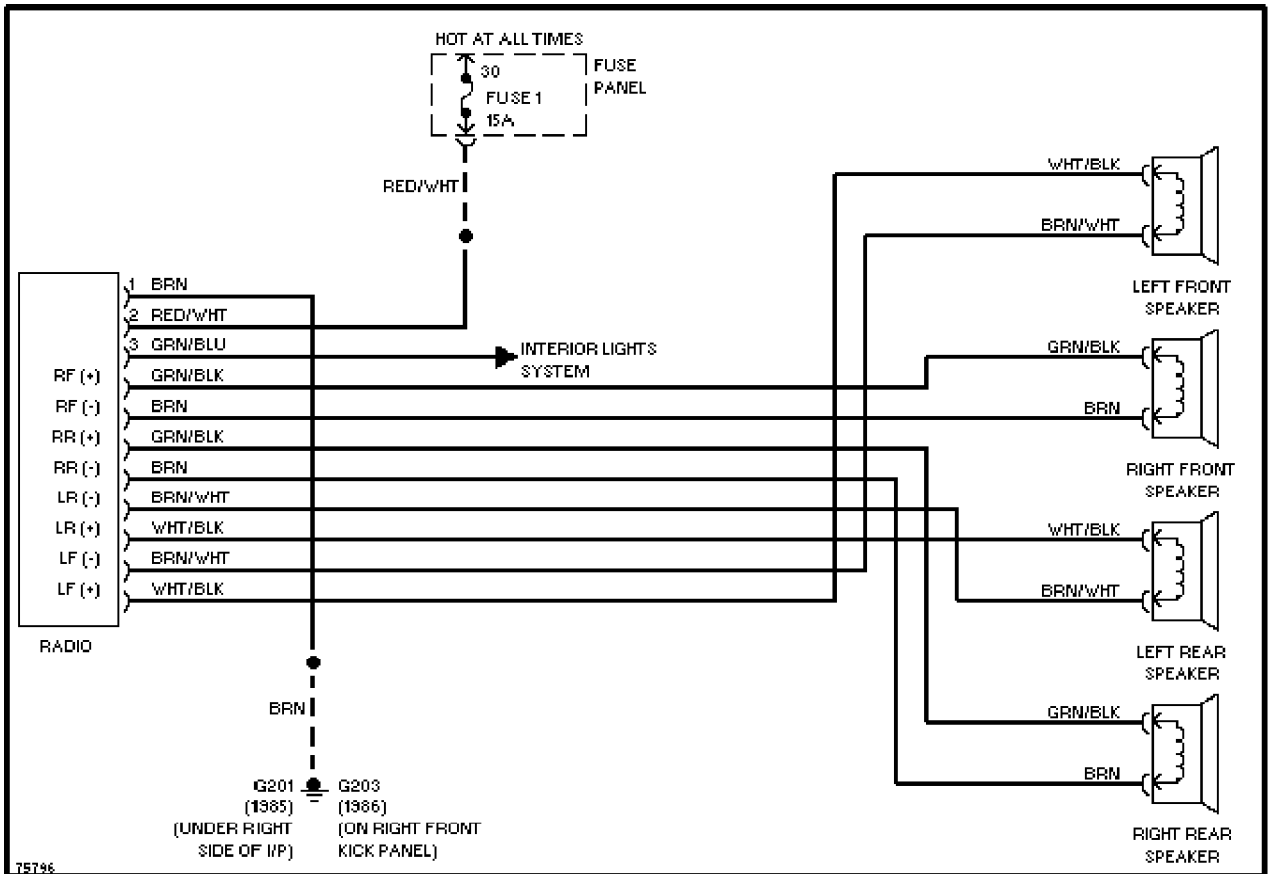 HOT AT ALL TIMES
30
FUSE 1
15A
FUSE
PANEL
RED/WHT
1 BRN
2 RED/WHT
3 GRN/BLU
INTERIOR LIGHTS
SYSTEM
RF (+) GRN/BLK
RF (-) BRN
RR (+) GRN/BLK
RR (-) BRN
LR (-) BRN/WHT
LR (+) WHT/BLK
LF (-) BRN/WHT
LF (+) WHT/BLK
RADIO
WHT/BLK
BRN/WHT
LEFT FRONT
SPEAKER
GRN/BLK
BRN
RIGHT FRONT
SPEAKER
WHT/BLK
BRN/WHT
LEFT REAR
SPEAKER
GRN/BLK
BRN
RIGHT REAR
SPEAKER
BRN
G201
(1985)
(UNDER RIGHT
SIDE OF I/P)
G203
(1986)
(ON RIGHT FRONT
KICK PANEL)
75796